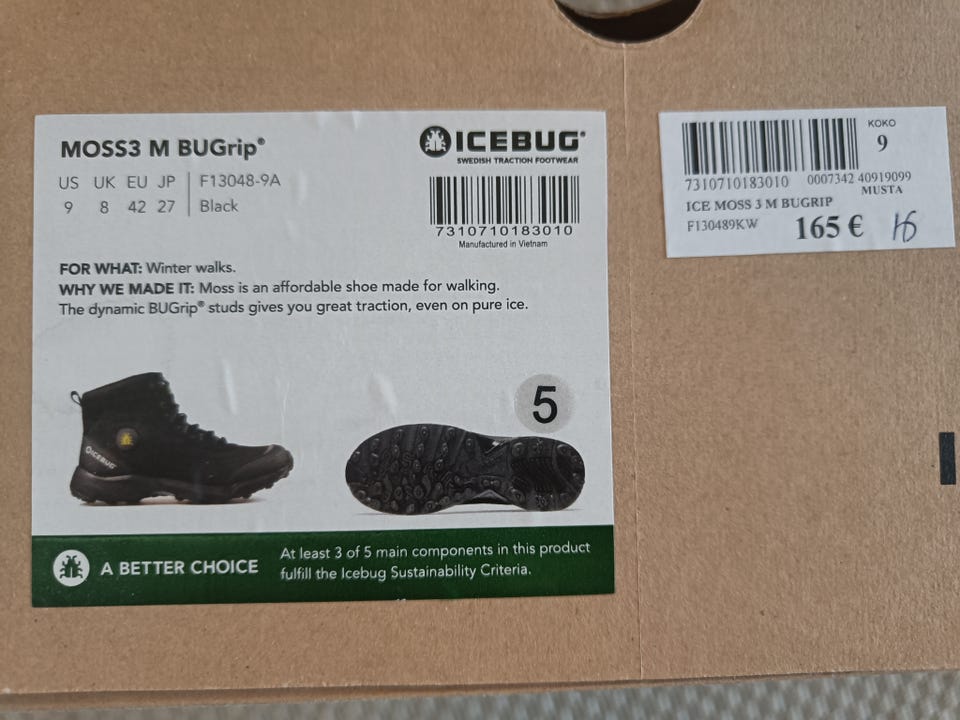 MOSS3 M BUGrip®
US UK EU JP F13048-9A
9 8 42 27 Black
ICEBUG®
SWEDISH TRACTION FOOTWEAR
7310710183010
Manufactured in Vietnam
FOR WHAT: Winter walks.
WHY WE MADE IT: Moss is an affordable shoe made for walking.
The dynamic BUGrip® studs gives you great traction, even on pure ice.
ICEBUG
5
A BETTER CHOICE
At least 3 of 5 main components in this product
fulfill the Icebug Sustainability Criteria.
KOKO
9
7310710183010 0007342 40919099
MUSTA
ICE MOSS 3 M BUGRIP
F130489KW 165 €